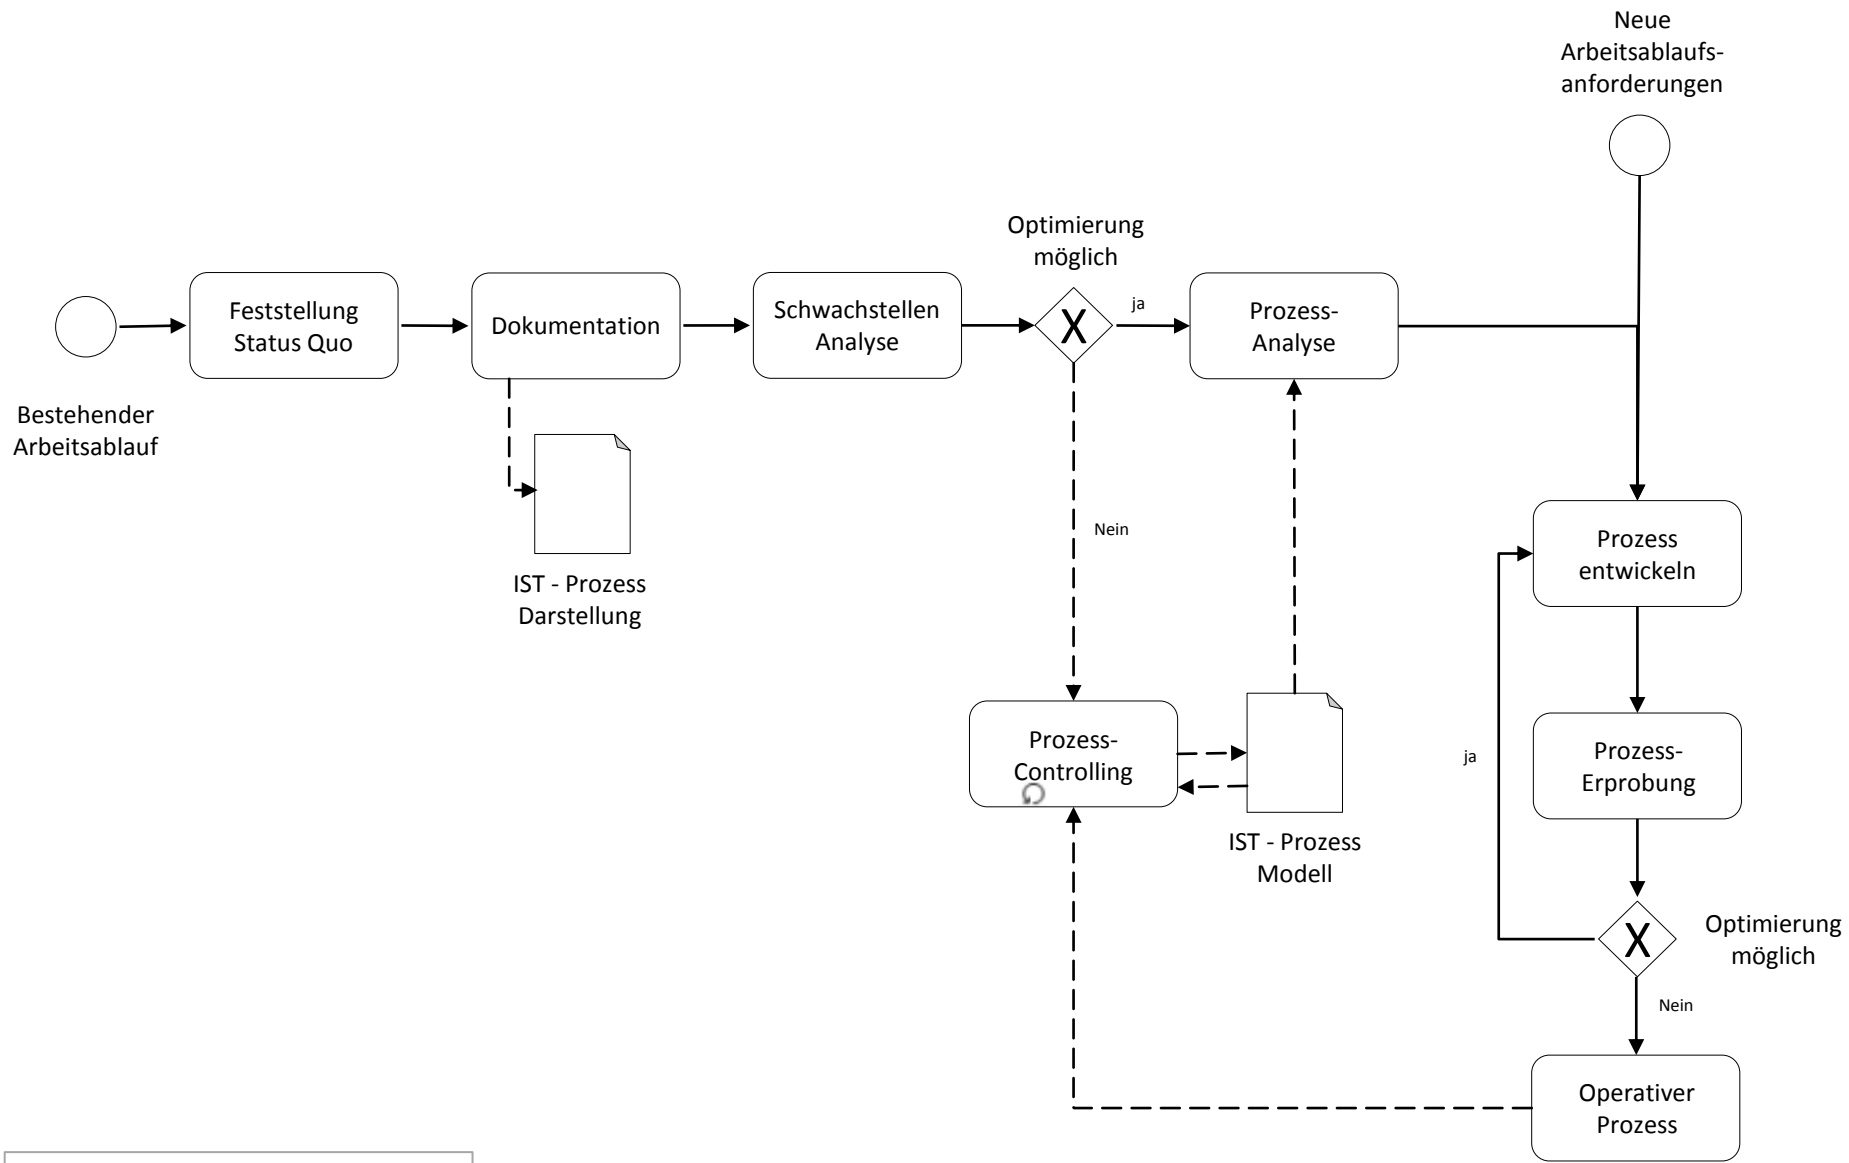 Neue
Arbeitsablaufs-
anforderungen
Optimierung
möglich
ja
Feststellung
Status Quo
Dokumentation
Schwachstellen
Analyse
X
Prozess-
Analyse
Bestehender
Arbeitsablauf
IST - Prozess
Darstellung
Nein
Prozess
entwickeln
Prozess-
Controlling
IST - Prozess
Modell
ja
Prozess-
Erprobung
X
Optimierung
möglich
Nein
Operativer
Prozess